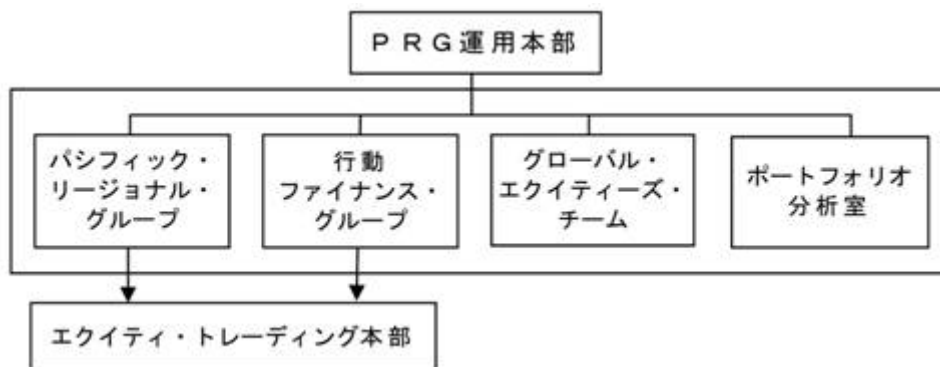 PRG運用本部
パシフィック・
リージョナル・
グループ
行動
ファイナンス・
グループ
グローバル・
エクイティーズ・
チーム
ポートフォリオ
分析室
エクイティ・トレーディング本部